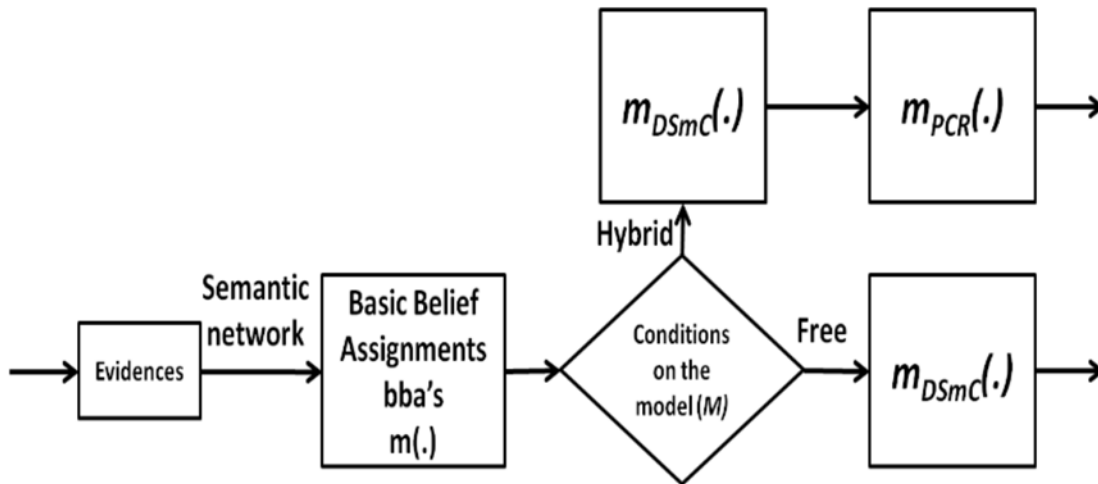 Evidences
Semantic
network
Basic Belief
Assignments
bba's
m(.)
Conditions
on the
model (M)
Hybrid
m_DSmC(.)
m_PCR(.)
Free
m_DSmC(.)